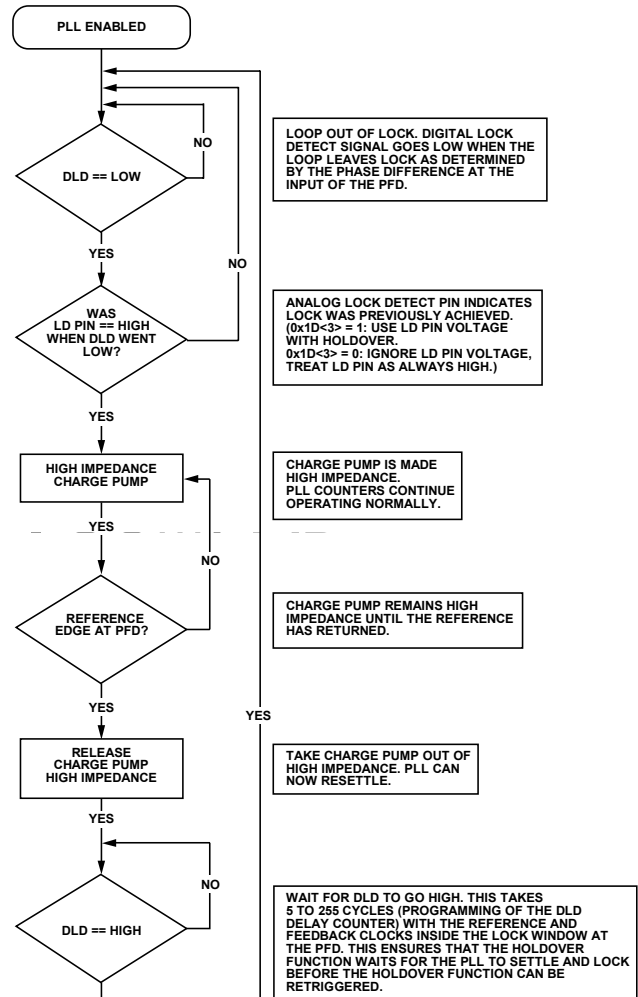 PLL ENABLED
NO
DLD == LOW
LOOP OUT OF LOCK. DIGITAL LOCK
DETECT SIGNAL GOES LOW WHEN THE
LOOP LEAVES LOCK AS DETERMINED
BY THE PHASE DIFFERENCE AT THE
INPUT OF THE PFD.
YES
NO
WAS
LD PIN == HIGH
WHEN DLD WENT
LOW?
ANALOG LOCK DETECT PIN INDICATES
LOCK WAS PREVIOUSLY ACHIEVED.
(0x1D<3> = 1: USE LD PIN VOLTAGE
WITH HOLDOVER.
0x1D<3> = 0: IGNORE LD PIN VOLTAGE,
TREAT LD PIN AS ALWAYS HIGH.)
YES
HIGH IMPEDANCE
CHARGE PUMP
CHARGE PUMP IS MADE
HIGH IMPEDANCE.
PLL COUNTERS CONTINUE
OPERATING NORMALLY.
YES
NO
REFERENCE
EDGE AT PFD?
CHARGE PUMP REMAINS HIGH
IMPEDANCE UNTIL THE REFERENCE
HAS RETURNED.
YES
YES
RELEASE
CHARGE PUMP
HIGH IMPEDANCE
TAKE CHARGE PUMP OUT OF
HIGH IMPEDANCE. PLL CAN
NOW RESETTLE.
YES
NO
DLD == HIGH
WAIT FOR DLD TO GO HIGH. THIS TAKES
5 TO 255 CYCLES (PROGRAMMING OF THE DLD
DELAY COUNTER) WITH THE REFERENCE AND
FEEDBACK CLOCKS INSIDE THE LOCK WINDOW AT
THE PFD. THIS ENSURES THAT THE HOLDOVER
FUNCTION WAITS FOR THE PLL TO SETTLE AND LOCK
BEFORE THE HOLDOVER FUNCTION CAN BE
RETRIGGERED.